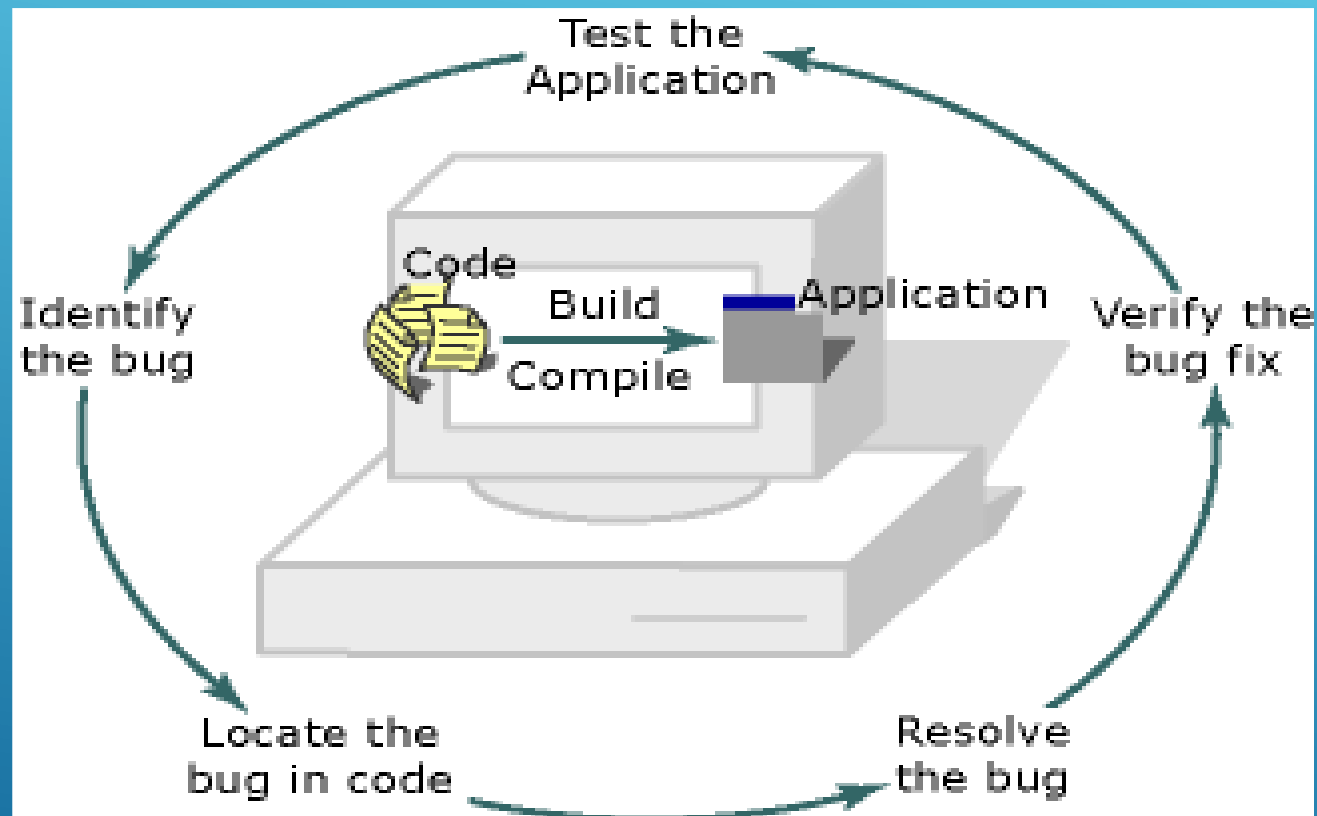 Test the
Application
Identify
the bug
Locate the
bug in code
Resolve
the bug
Verify the
bug fix
Code
Build
Compile
Application